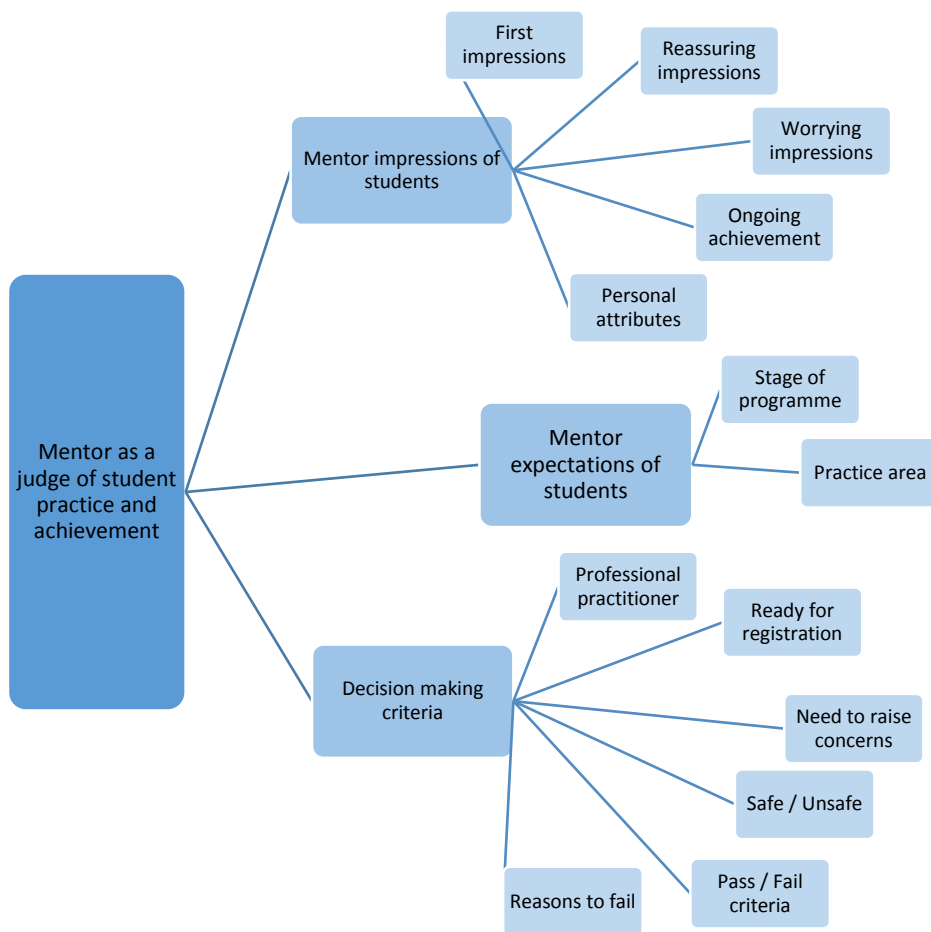 First
impressions
Reassuring
impressions
Worrying
impressions
Mentor impressions of
students
Ongoing
achievement
Personal
attributes
Stage of
programme
Mentor
expectations of
students
Practice area
Mentor as a
judge of student
practice and
achievement
Professional
practitioner
Ready for
registration
Decision making
criteria
Need to raise
concerns
Safe / Unsafe
Pass / Fail
criteria
Reasons to fail